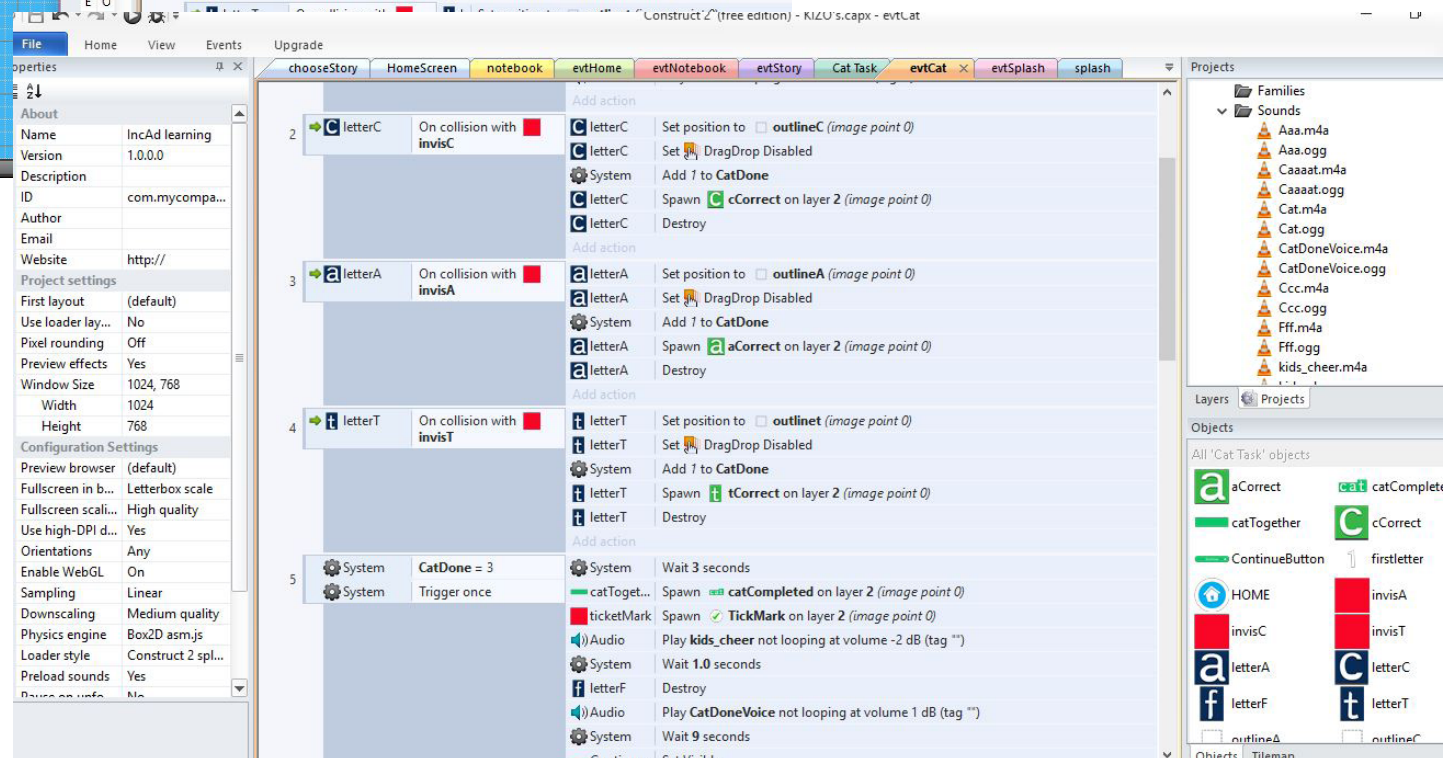 E U
Construct 2 (free edition) - KIZO's.capx - evtCat
File Home View Events Upgrade
operties
chooseStory HomeScreen notebook evtHome evtNotebook evtStory Cat Task evtCat × evtSplash splash
Projects
About
Name IncAd learning
Version 1.0.0.0
Description
ID com.mycompa...
Author
Email
Website http://
Project settings
First layout (default)
Use loader lay... No
Pixel rounding Off
Preview effects Yes
Window Size 1024, 768
Width 1024
Height 768
Configuration Settings
Preview browser (default)
Fullscreen in b... Letterbox scale
Fullscreen scali... High quality
Use high-DPI d... Yes
Orientations Any
Enable WebGL On
Sampling Linear
Downscaling Medium quality
Physics engine Box2D asm.js
Loader style Construct 2 spl...
Preload sounds Yes
Add action
2 C letterC On collision with invisC
C letterC Set position to outlineC (image point 0)
C letterC Set DragDrop Disabled
System Add 1 to CatDone
C letterC Spawn C cCorrect on layer 2 (image point 0)
C letterC Destroy
Add action
3 a letterA On collision with invisA
a letterA Set position to outlineA (image point 0)
a letterA Set DragDrop Disabled
System Add 1 to CatDone
a letterA Spawn a aCorrect on layer 2 (image point 0)
a letterA Destroy
Add action
4 t letterT On collision with invisT
t letterT Set position to outlinet (image point 0)
t letterT Set DragDrop Disabled
System Add 1 to CatDone
t letterT Spawn t tCorrect on layer 2 (image point 0)
t letterT Destroy
Add action
5 System CatDone = 3
System Trigger once
System Wait 3 seconds
catToget... Spawn catCompleted on layer 2 (image point 0)
ticketMark Spawn TickMark on layer 2 (image point 0)
Audio Play kids_cheer not looping at volume -2 dB (tag "")
System Wait 1.0 seconds
f letterF Destroy
Audio Play CatDoneVoice not looping at volume 1 dB (tag "")
System Wait 9 seconds
Families
Sounds
Aaa.m4a
Aaa.ogg
Caaaat.m4a
Caaaat.ogg
Cat.m4a
Cat.ogg
CatDoneVoice.m4a
CatDoneVoice.ogg
Ccc.m4a
Ccc.ogg
Fff.m4a
Fff.ogg
kids_cheer.m4a
Layers Projects
Objects
All 'Cat Task' objects
a aCorrect cat catComplete
catTogether C cCorrect
ContinueButton 1 firstletter
HOME invisA
invisC invisT
a letterA C letterC
f letterF t letterT
outlineA outlineC
Objects Tilemap